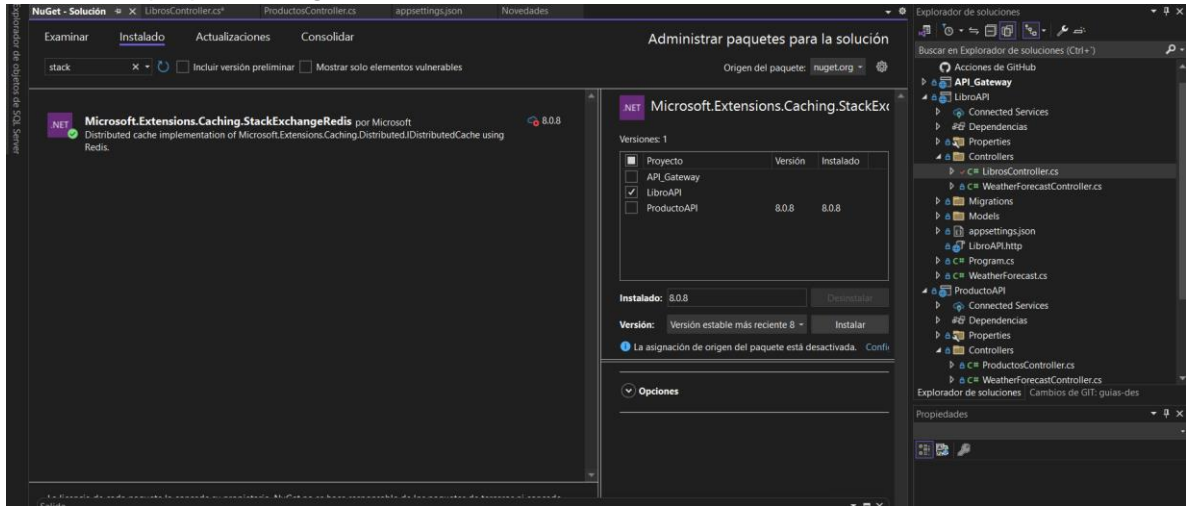 Explorador de objetos de SQL Server
NuGet - Solución
LibrosController.cs*
ProductosController.cs
appsettings.json
Novedades
Examinar
Instalado
Actualizaciones
Consolidar
Administrar paquetes para la solución
stack
Incluir versión preliminar
Mostrar solo elementos vulnerables
Origen del paquete: nuget.org
.NET
Microsoft.Extensions.Caching.StackExchangeRedis por Microsoft
8.0.8
Distributed cache implementation of Microsoft.Extensions.Caching.Distributed.IDistributedCache using
Redis.
.NET
Microsoft.Extensions.Caching.StackExc
Versiones: 1
Proyecto Versión Instalado
API_Gateway
LibroAPI
ProductoAPI 8.0.8 8.0.8
Instalado: 8.0.8 Desinstalar
Versión: Versión estable más reciente 8 Instalar
La asignación de origen del paquete está desactivada. Confi
Opciones
Salida
Explorador de soluciones
Buscar en Explorador de soluciones (Ctrl+´)
Acciones de GitHub
API_Gateway
LibroAPI
Connected Services
Dependencias
Properties
Controllers
C# LibrosController.cs
C# WeatherForecastController.cs
Migrations
Models
appsettings.json
LibroAPI.http
C# Program.cs
C# WeatherForecast.cs
ProductoAPI
Connected Services
Dependencias
Properties
Controllers
C# ProductosController.cs
C# WeatherForecastController.cs
Explorador de soluciones Cambios de GIT: guias-des
Propiedades